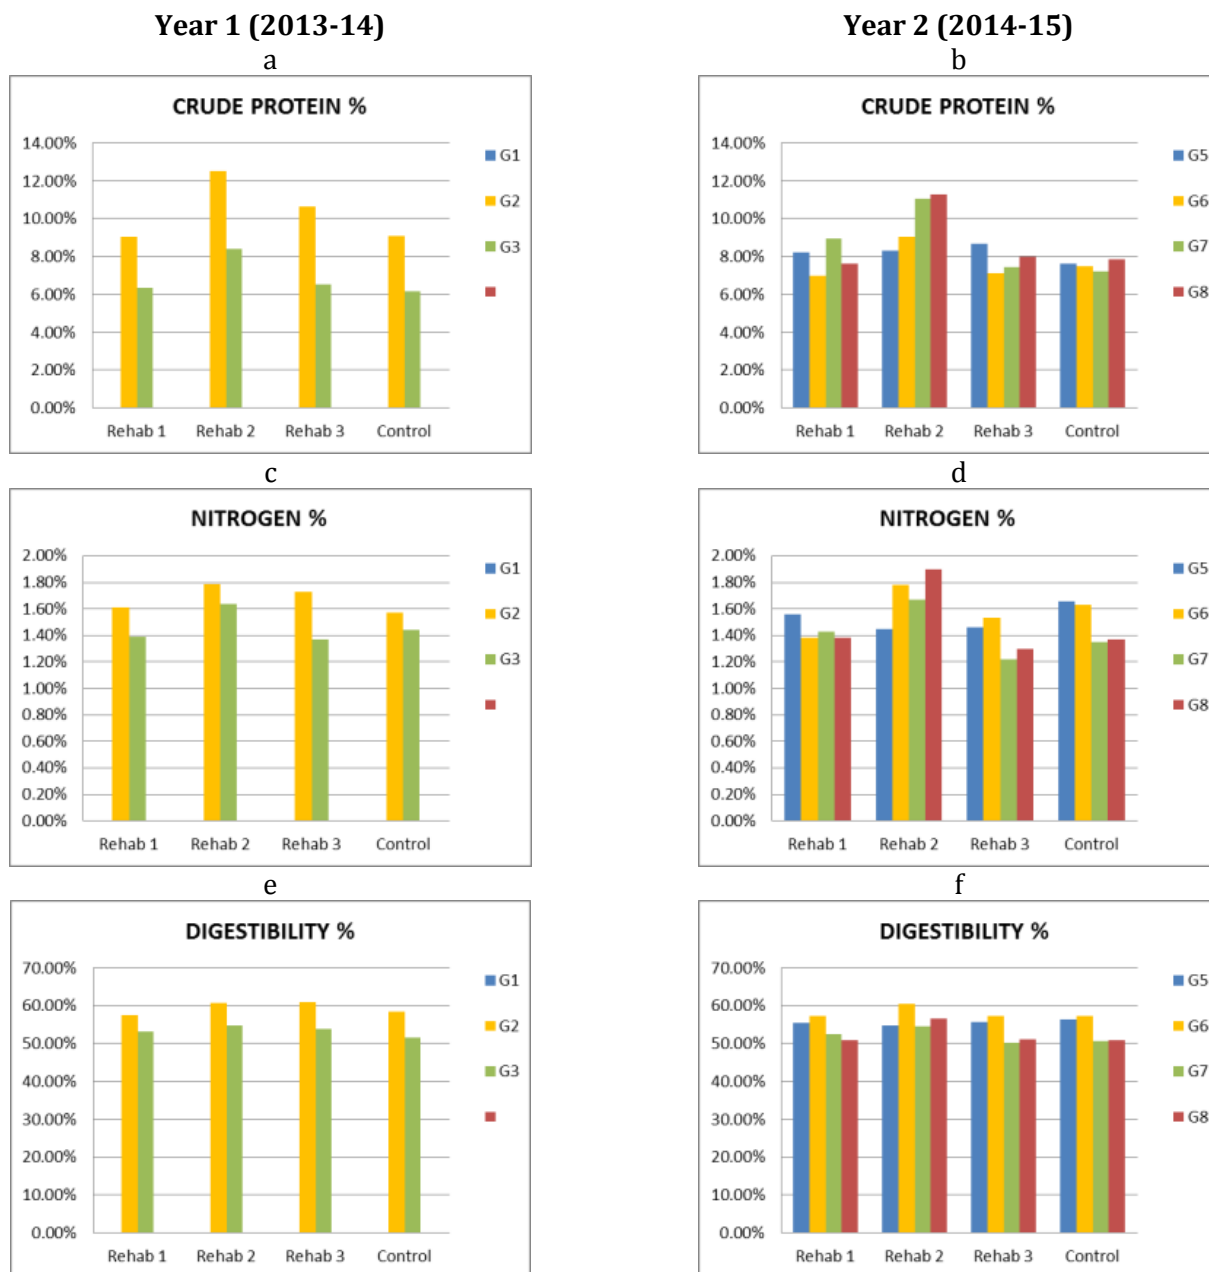 Year 1 (2013-14)
Year 2 (2014-15)
a
b
CRUDE PROTEIN %
14.00%
12.00%
10.00%
8.00%
6.00%
4.00%
2.00%
0.00%
Rehab 1 Rehab 2 Rehab 3 Control
G1
G2
G3
CRUDE PROTEIN %
14.00%
12.00%
10.00%
8.00%
6.00%
4.00%
2.00%
0.00%
Rehab 1 Rehab 2 Rehab 3 Control
G5
G6
G7
G8
c
d
NITROGEN %
2.00%
1.80%
1.60%
1.40%
1.20%
1.00%
0.80%
0.60%
0.40%
0.20%
0.00%
Rehab 1 Rehab 2 Rehab 3 Control
G1
G2
G3
NITROGEN %
2.00%
1.80%
1.60%
1.40%
1.20%
1.00%
0.80%
0.60%
0.40%
0.20%
0.00%
Rehab 1 Rehab 2 Rehab 3 Control
G5
G6
G7
G8
e
f
DIGESTIBILITY %
70.00%
60.00%
50.00%
40.00%
30.00%
20.00%
10.00%
0.00%
Rehab 1 Rehab 2 Rehab 3 Control
G1
G2
G3
DIGESTIBILITY %
70.00%
60.00%
50.00%
40.00%
30.00%
20.00%
10.00%
0.00%
Rehab 1 Rehab 2 Rehab 3 Control
G5
G6
G7
G8